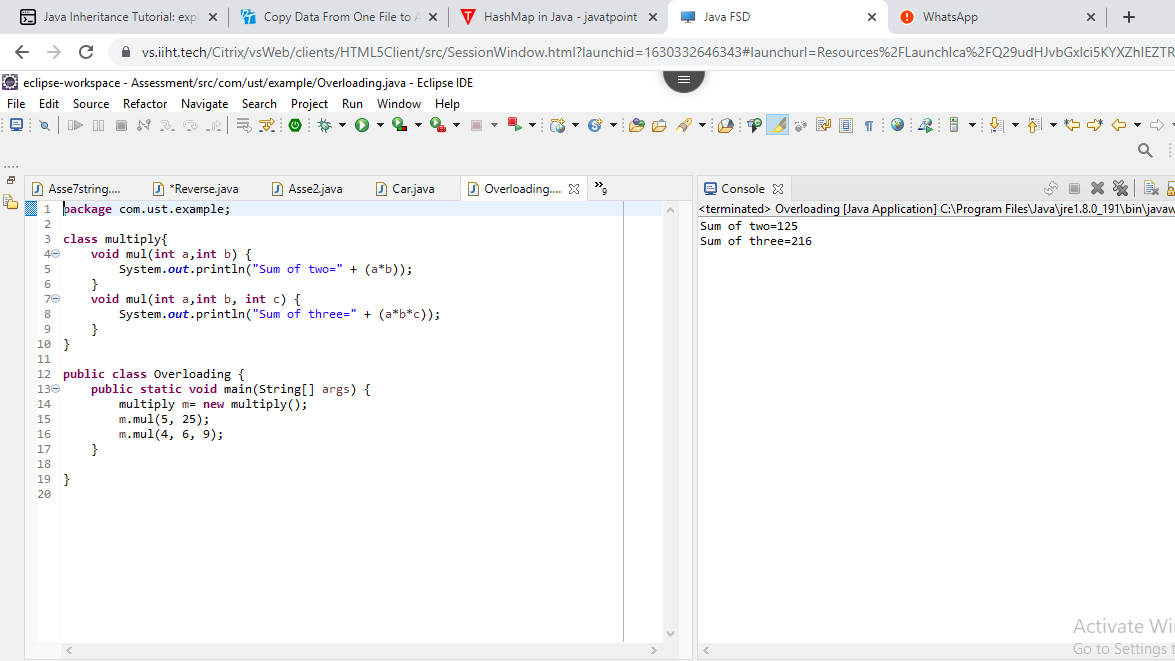 Java Inheritance Tutorial: expl
Copy Data From One File to A
HashMap in Java - javatpoint
Java FSD
WhatsApp
vs.iiht.tech/Citrix/vsWeb/clients/HTML5Client/src/SessionWindow.html?launchid=1630332646343#launchurl=Resources%2FLaunchIca%2FQ29udHJvbGxlci5KYXZhIEZTR
eclipse-workspace - Assessment/src/com/ust/example/Overloading.java - Eclipse IDE
File Edit Source Refactor Navigate Search Project Run Window Help
Asse7string.... *Reverse.java Asse2.java Car.java Overloading.... »9
Console
<terminated> Overloading [Java Application] C:\Program Files\Java\jre1.8.0_191\bin\javaw
Sum of two=125
Sum of three=216
1 package com.ust.example;
2
3 class multiply{
4 void mul(int a,int b) {
5 System.out.println("Sum of two=" + (a*b));
6 }
7 void mul(int a,int b, int c) {
8 System.out.println("Sum of three=" + (a*b*c));
9 }
10 }
11
12 public class Overloading {
13 public static void main(String[] args) {
14 multiply m= new multiply();
15 m.mul(5, 25);
16 m.mul(4, 6, 9);
17 }
18
19 }
20
Activate Wi
Go to Settings t